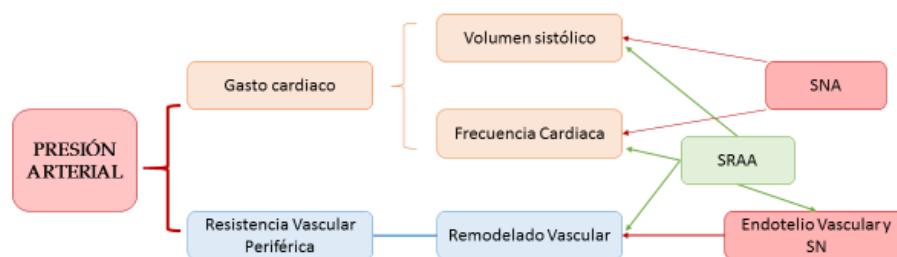 Volumen sistólico
Gasto cardiaco
SNA
Frecuencia Cardiaca
PRESIÓN
ARTERIAL
SRAA
Resistencia Vascular
Periférica
Remodelado Vascular
Endotelio Vascular y
SN